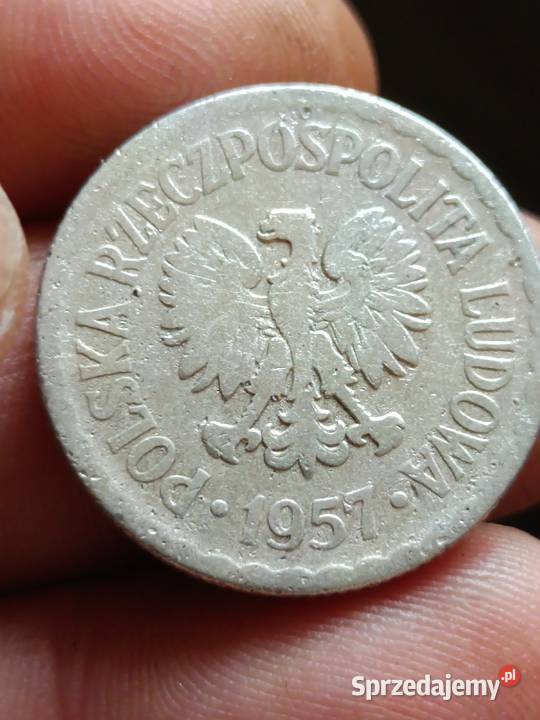 POLSKA RZECZPOSPOLITA LUDOWA
• 1957 •
Sprzedajemy.pl